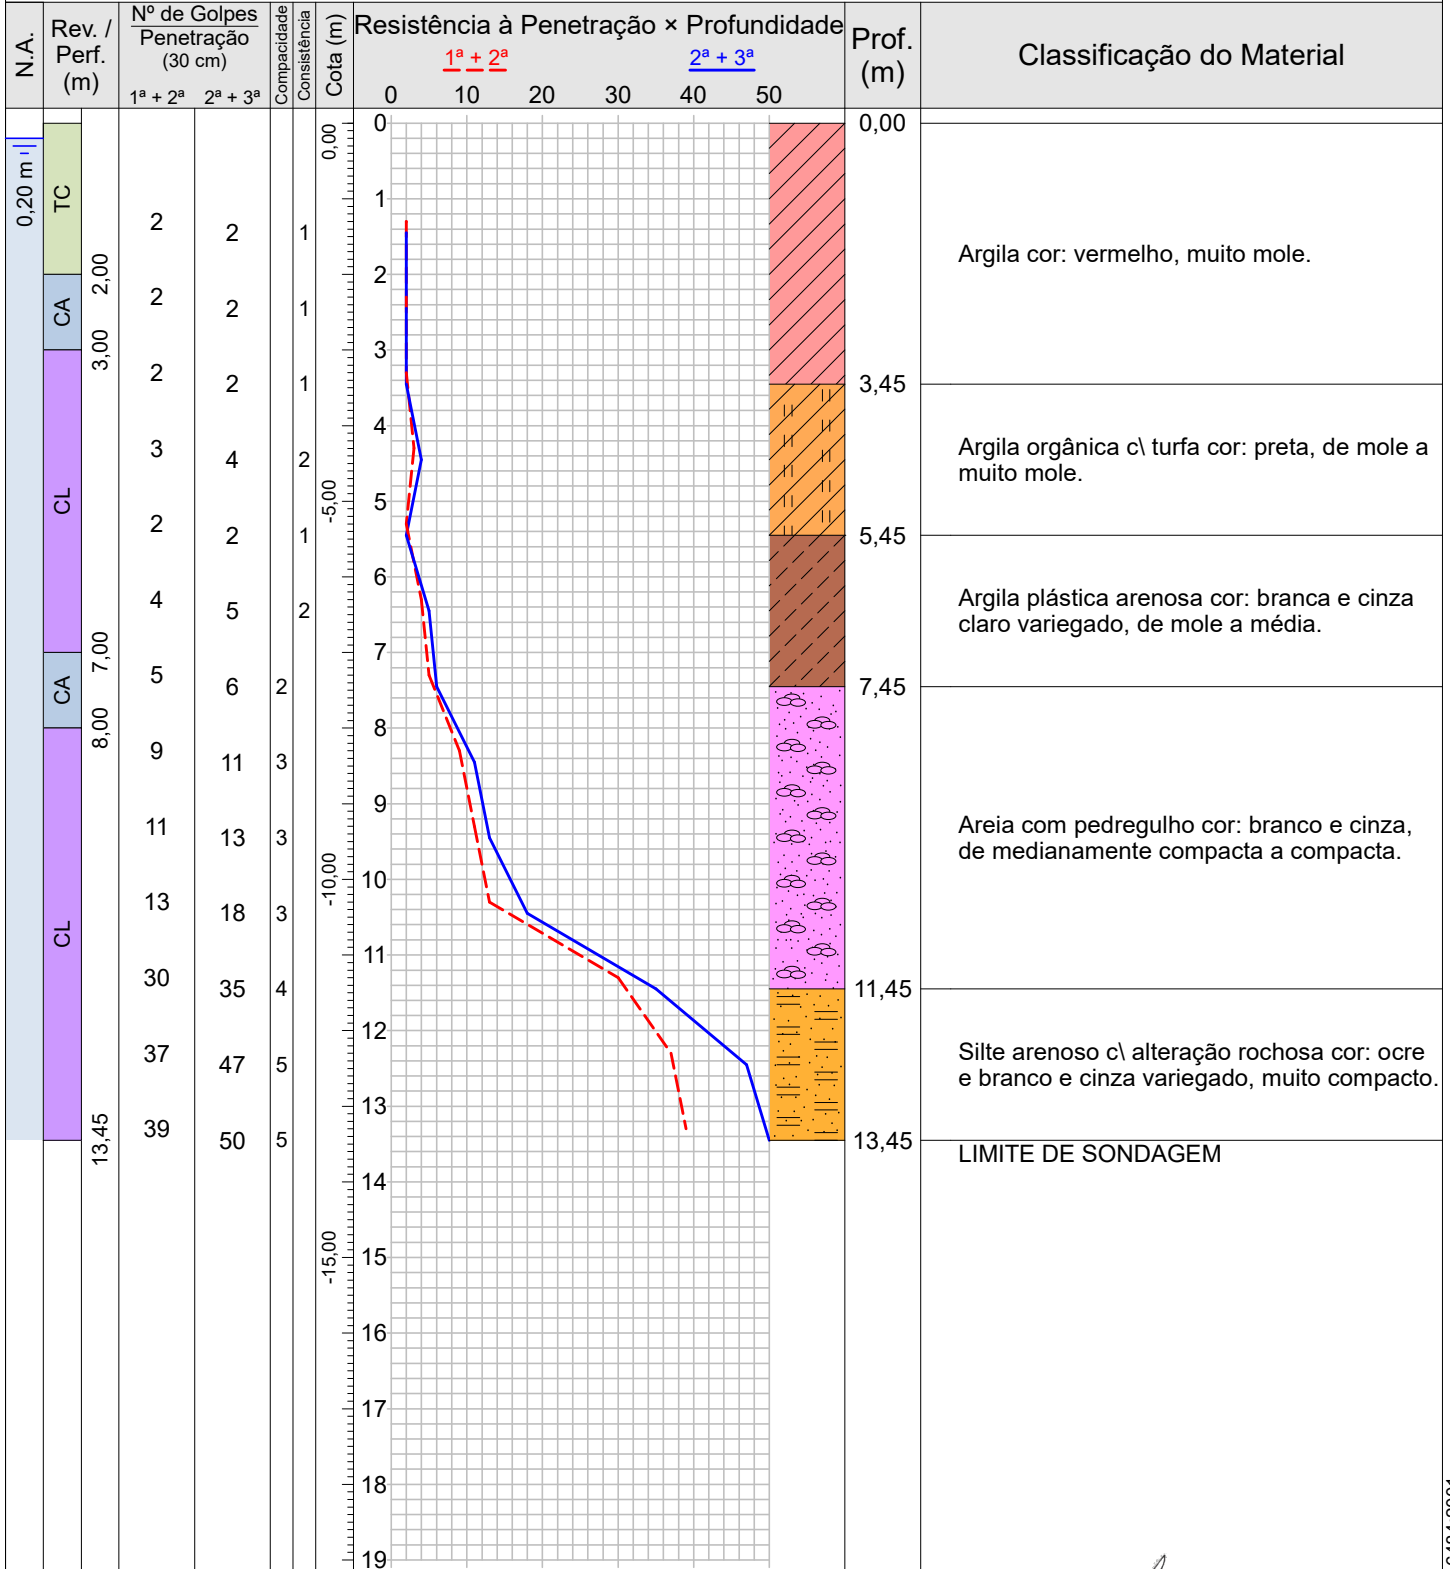 N.A.
Rev. /
Perf.
(m)
Nº de Golpes
Penetração
(30 cm)
1ª + 2ª 2ª + 3ª
Compacidade
Consistência
Cota (m)
Resistência à Penetração × Profundidade
1ª + 2ª 2ª + 3ª
0 10 20 30 40 50
Prof.
(m)
Classificação do Material
0,20 m
TC
2,00
CA
3,00
CL
7,00
CA
8,00
CL
13,45
2 2 1
2 2 1
2 2 1
3 4 2
2 2 1
4 5 2
5 6 2
9 11 3
11 13 3
13 18 3
30 35 4
37 47 5
39 50 5
0,00
-5,00
-10,00
-15,00
0
1
2
3
4
5
6
7
8
9
10
11
12
13
14
15
16
17
18
19
0,00
Argila cor: vermelho, muito mole.
3,45
Argila orgânica c\ turfa cor: preta, de mole a
muito mole.
5,45
Argila plástica arenosa cor: branca e cinza
claro variegado, de mole a média.
7,45
Areia com pedregulho cor: branco e cinza,
de medianamente compacta a compacta.
11,45
Silte arenoso c\ alteração rochosa cor: ocre
e branco e cinza variegado, muito compacto.
13,45
LIMITE DE SONDAGEM